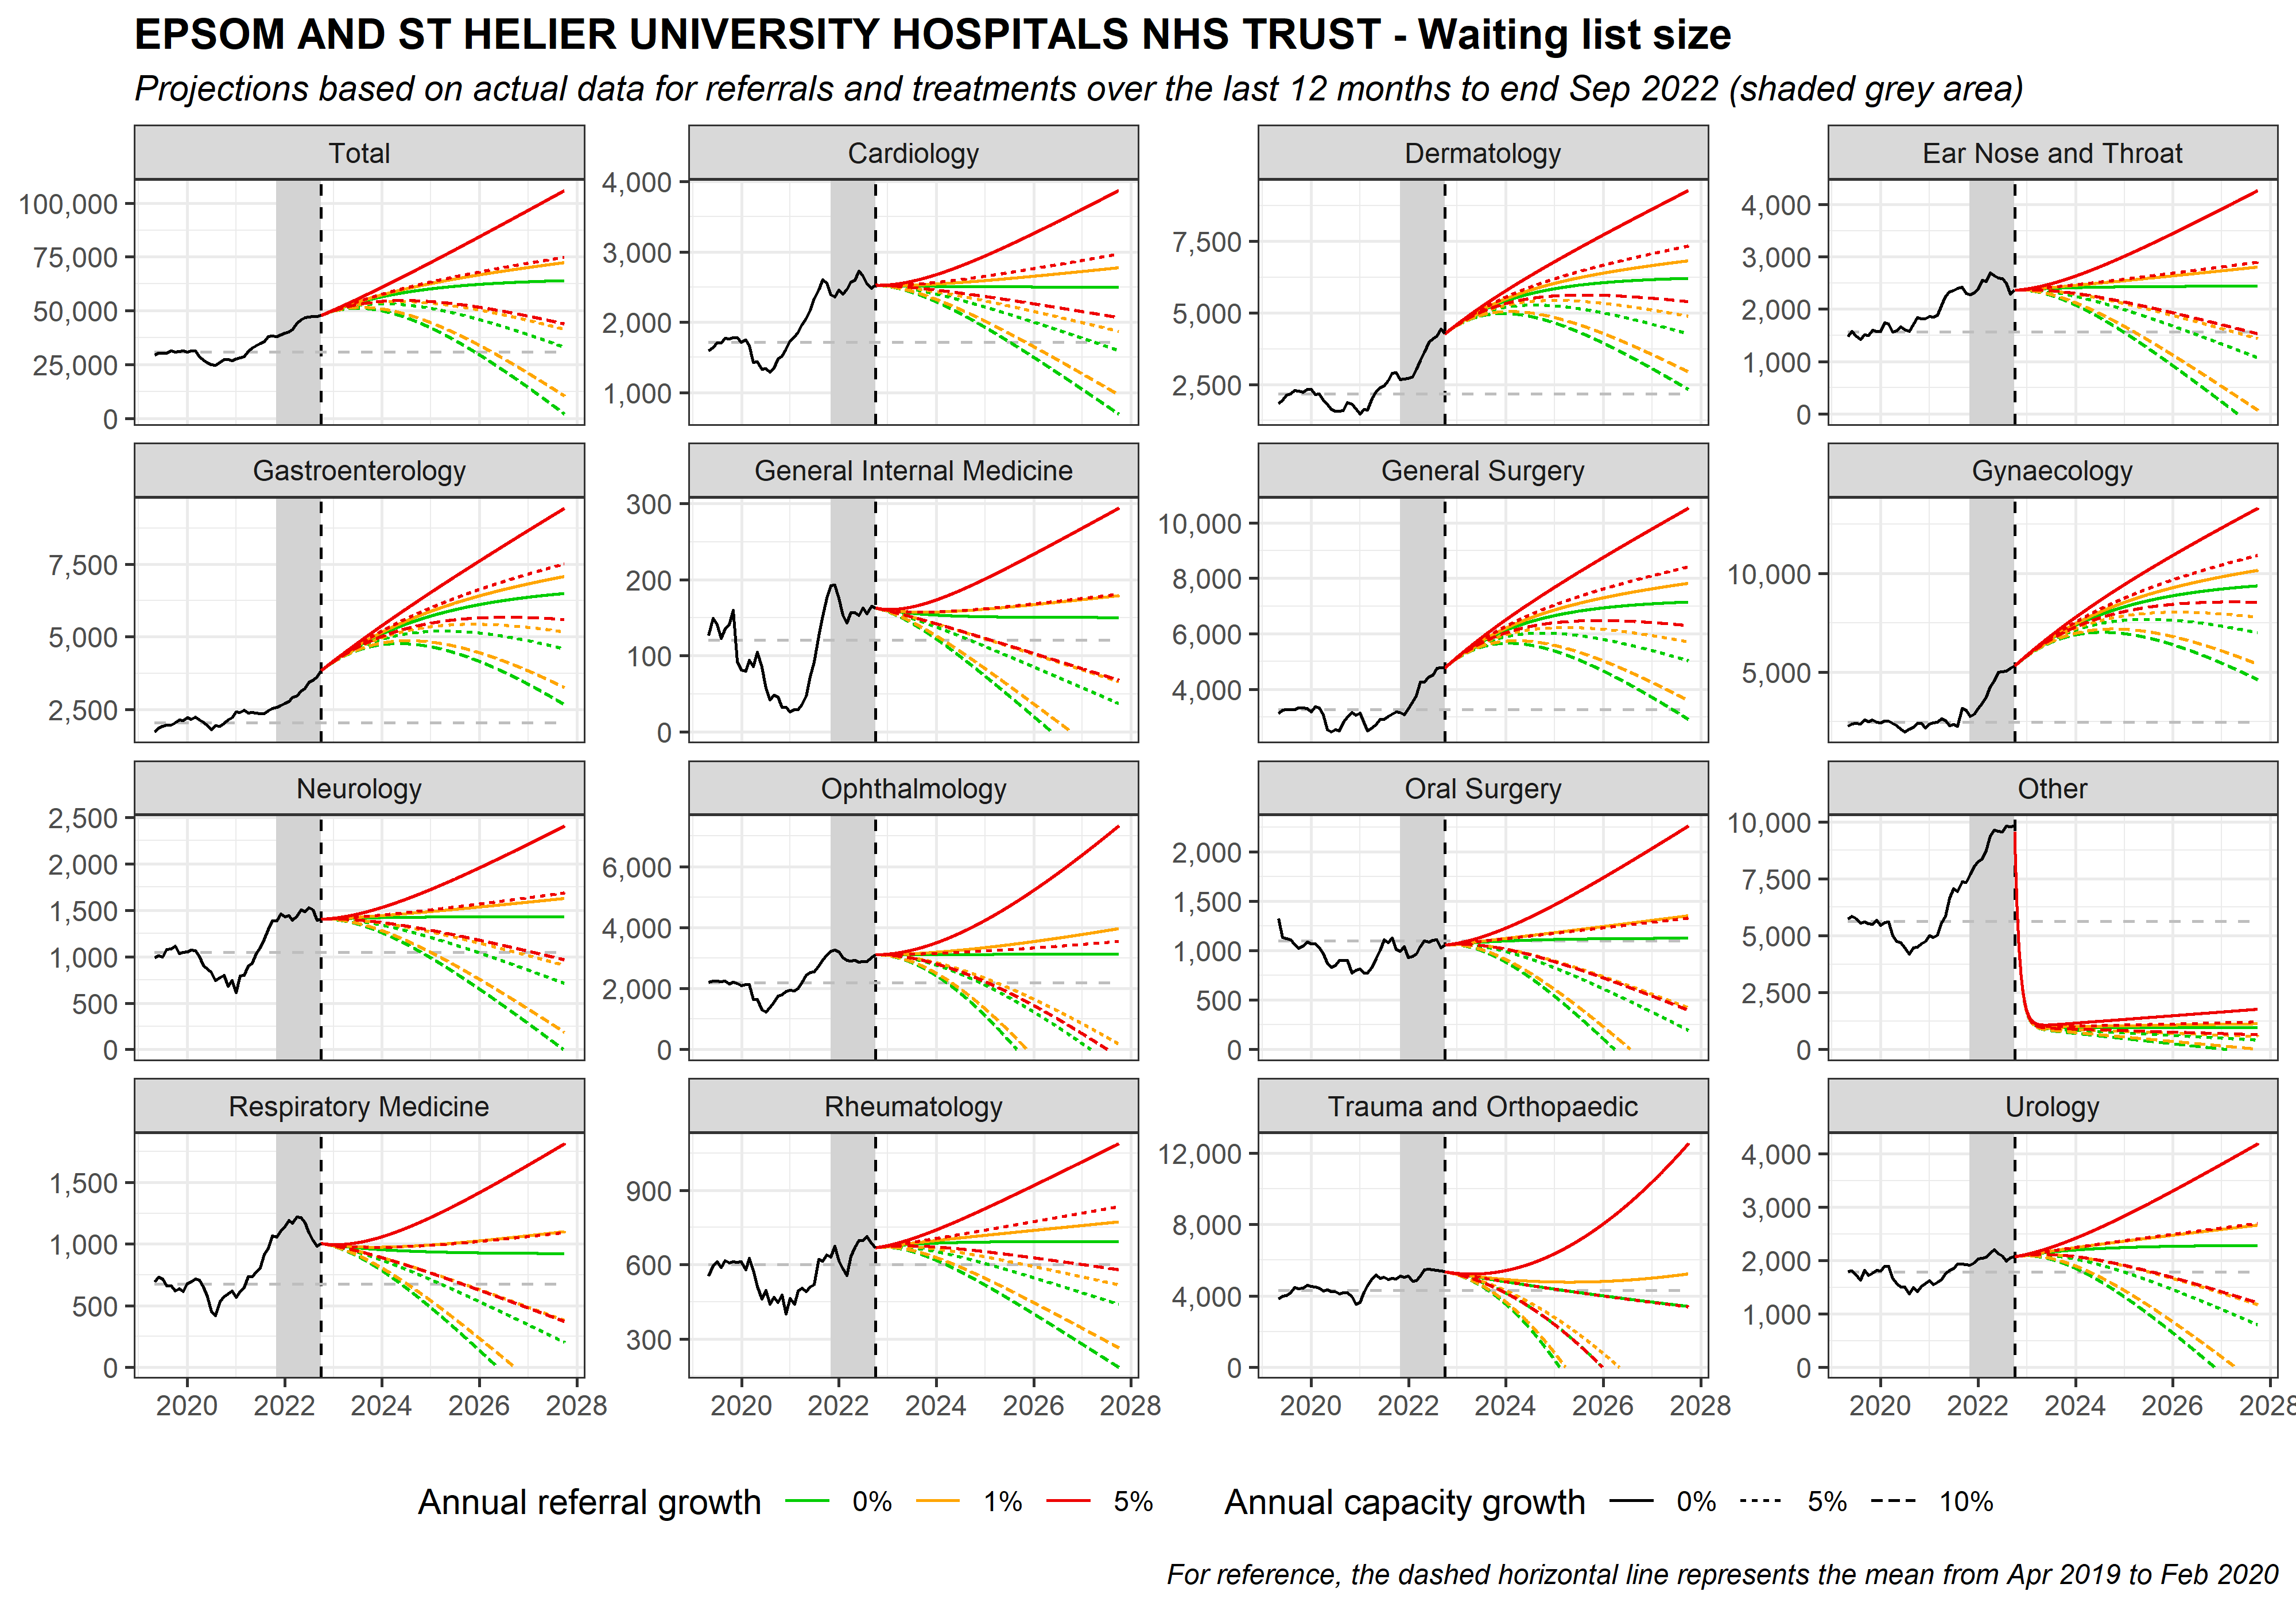 EPSOM AND ST HELIER UNIVERSITY HOSPITALS NHS TRUST - Waiting list size
Projections based on actual data for referrals and treatments over the last 12 months to end Sep 2022 (shaded grey area)
Total
100,000
75,000
50,000
25,000
0
Cardiology
4,000
3,000
2,000
1,000
Dermatology
7,500
5,000
2,500
Ear Nose and Throat
4,000
3,000
2,000
1,000
0
Gastroenterology
7,500
5,000
2,500
General Internal Medicine
300
200
100
0
General Surgery
10,000
8,000
6,000
4,000
Gynaecology
10,000
5,000
Neurology
2,500
2,000
1,500
1,000
500
0
Ophthalmology
6,000
4,000
2,000
0
Oral Surgery
2,000
1,500
1,000
500
0
Other
10,000
7,500
5,000
2,500
0
Respiratory Medicine
1,500
1,000
500
0
2020 2022 2024 2026 2028
Rheumatology
900
600
300
2020 2022 2024 2026 2028
Trauma and Orthopaedic
12,000
8,000
4,000
0
2020 2022 2024 2026 2028
Urology
4,000
3,000
2,000
1,000
0
2020 2022 2024 2026 2028
Annual referral growth 0% 1% 5% Annual capacity growth 0% 5% 10%
For reference, the dashed horizontal line represents the mean from Apr 2019 to Feb 2020